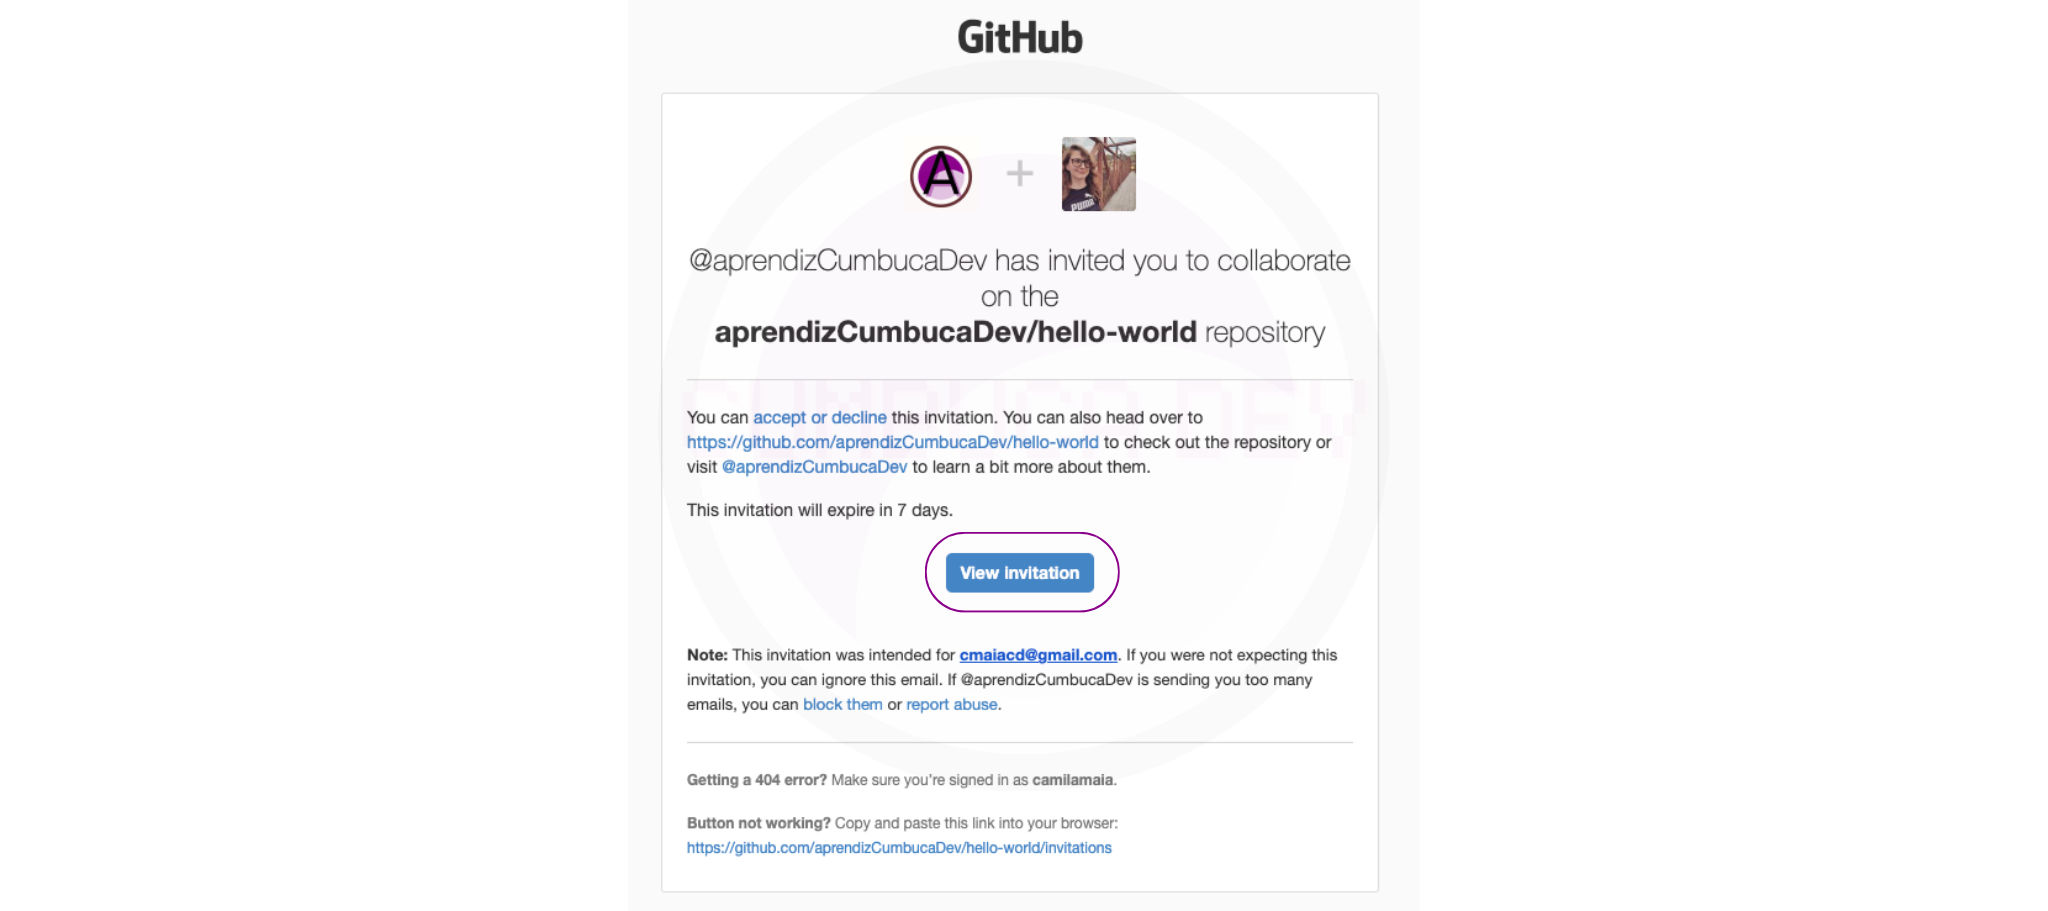 GitHub
A
PUMA
@aprendizCumbucaDev has invited you to collaborate
on the
aprendizCumbucaDev/hello-world repository
CUMBUCA DEV
You can accept or decline this invitation. You can also head over to
https://github.com/aprendizCumbucaDev/hello-world to check out the repository or
visit @aprendizCumbucaDev to learn a bit more about them.
This invitation will expire in 7 days.
View invitation
Note: This invitation was intended for cmaiacd@gmail.com. If you were not expecting this
invitation, you can ignore this email. If @aprendizCumbucaDev is sending you too many
emails, you can block them or report abuse.
Getting a 404 error? Make sure you're signed in as camilamaia.
Button not working? Copy and paste this link into your browser:
https://github.com/aprendizCumbucaDev/hello-world/invitations